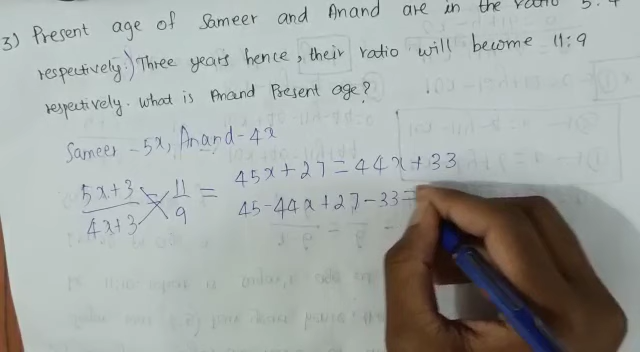 3) Present age of Sameer and Anand are in the ratio 5:4
respectively.) Three years hence, their ratio will become 11:9
respectively. what is Anand Present age?
Sameer - 5x, Anand - 4x
5x+3/4x+3 = 11/9 = 45x+27=44x+33
45-44x+27-33=